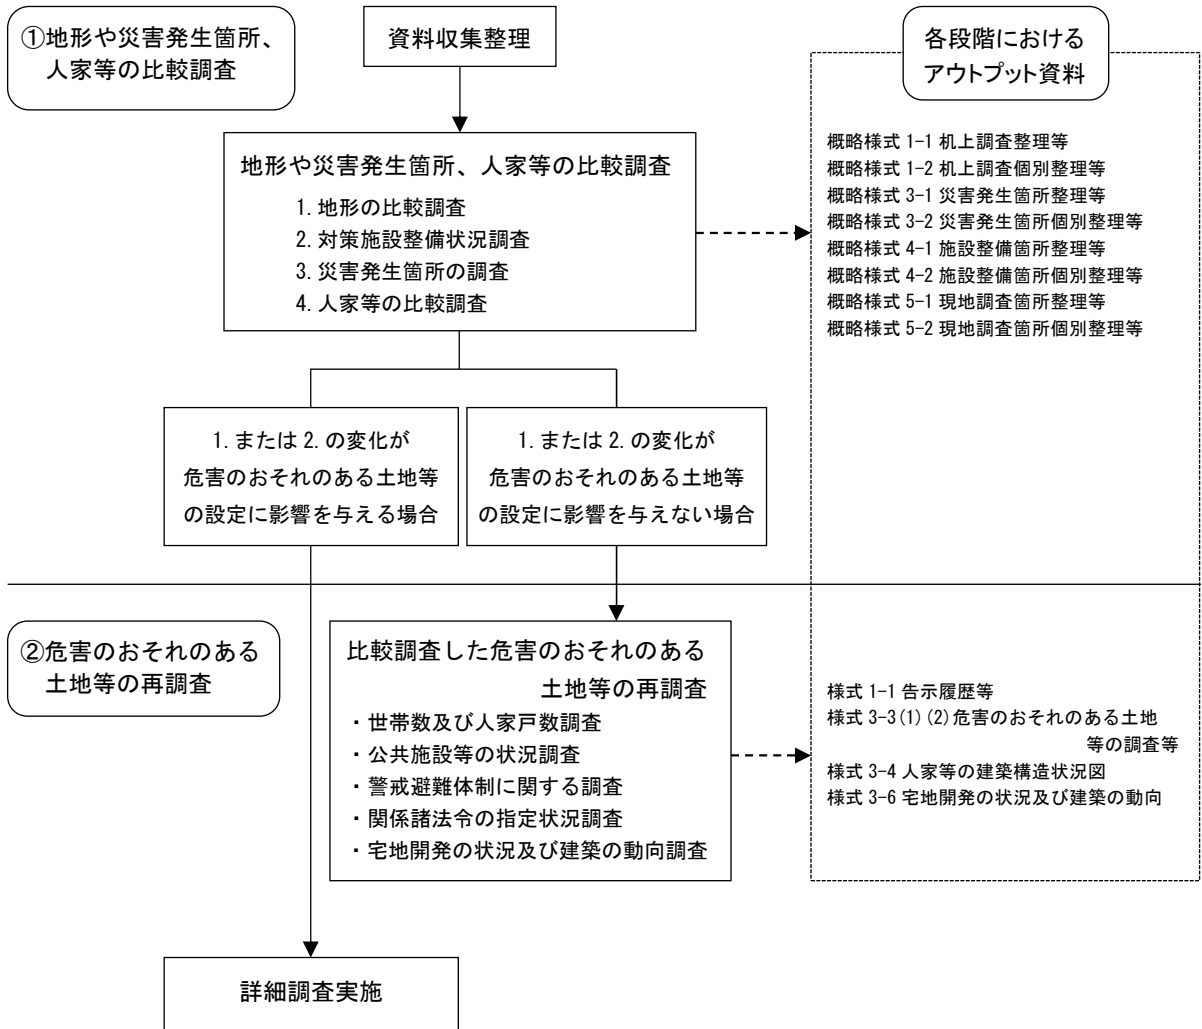 ①地形や災害発生箇所、
人家等の比較調査
資料収集整理
各段階における
アウトプット資料
地形や災害発生箇所、人家等の比較調査
1. 地形の比較調査
2. 対策施設整備状況調査
3. 災害発生箇所の調査
4. 人家等の比較調査
概略様式 1-1 机上調査整理等
概略様式 1-2 机上調査個別整理等
概略様式 3-1 災害発生箇所整理等
概略様式 3-2 災害発生箇所個別整理等
概略様式 4-1 施設整備箇所整理等
概略様式 4-2 施設整備箇所個別整理等
概略様式 5-1 現地調査箇所整理等
概略様式 5-2 現地調査箇所個別整理等
1. または 2. の変化が
危害のおそれのある土地等
の設定に影響を与える場合
1. または 2. の変化が
危害のおそれのある土地等
の設定に影響を与えない場合
②危害のおそれのある
土地等の再調査
比較調査した危害のおそれのある
土地等の再調査
・世帯数及び人家戸数調査
・公共施設等の状況調査
・警戒避難体制に関する調査
・関係諸法令の指定状況調査
・宅地開発の状況及び建築の動向調査
様式 1-1 告示履歴等
様式 3-3(1)(2)危害のおそれのある土地
等の調査等
様式 3-4 人家等の建築構造状況図
様式 3-6 宅地開発の状況及び建築の動向
詳細調査実施